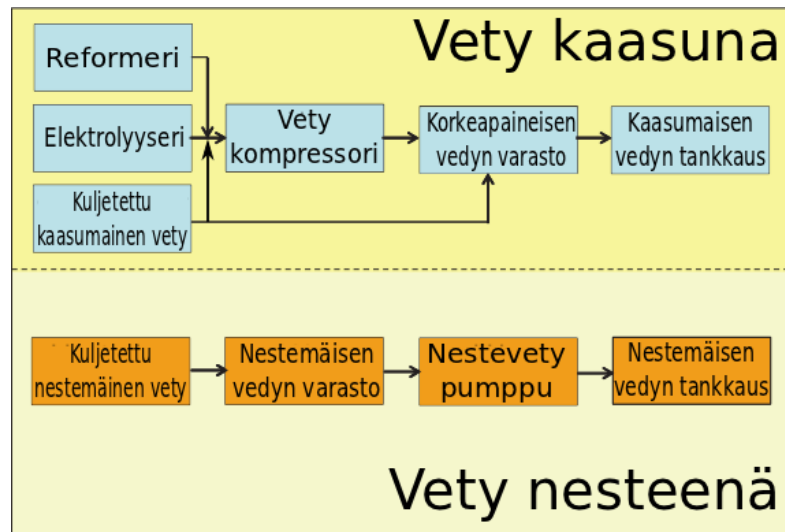 Vety kaasuna
Reformeri
Elektrolyyseri
Kuljetettu
kaasumainen vety
Vety
kompressori
Korkeapaineisen
vedyn varasto
Kaasumaisen
vedyn tankkaus
Kuljetettu
nestemäinen vety
Nestemäisen
vedyn varasto
Nestevety
pumppu
Nestemäisen
vedyn tankkaus
Vety nesteenä